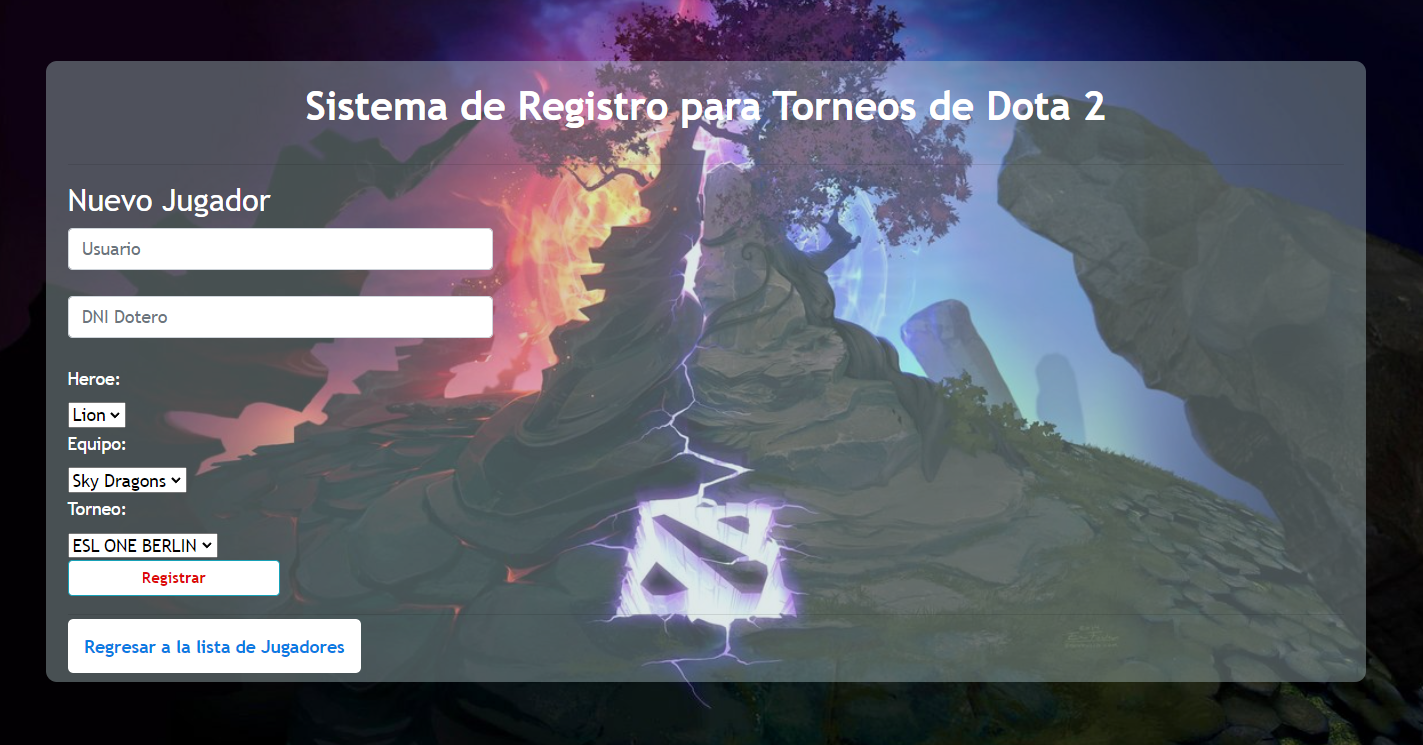 Sistema de Registro para Torneos de Dota 2
Nuevo Jugador
Usuario
DNI Dotero
Heroe:
Lion
Equipo:
Sky Dragons
Torneo:
ESL ONE BERLIN
Registrar
Regresar a la lista de Jugadores